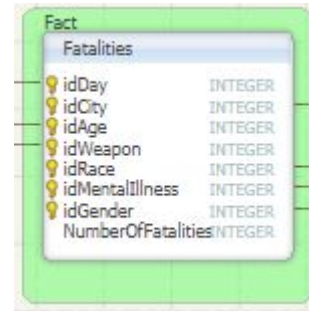 Fact
Fatalities
idDay INTEGER
idCity INTEGER
idAge INTEGER
idWeapon INTEGER
idRace INTEGER
idMentalIllness INTEGER
idGender INTEGER
NumberOfFatalities INTEGER